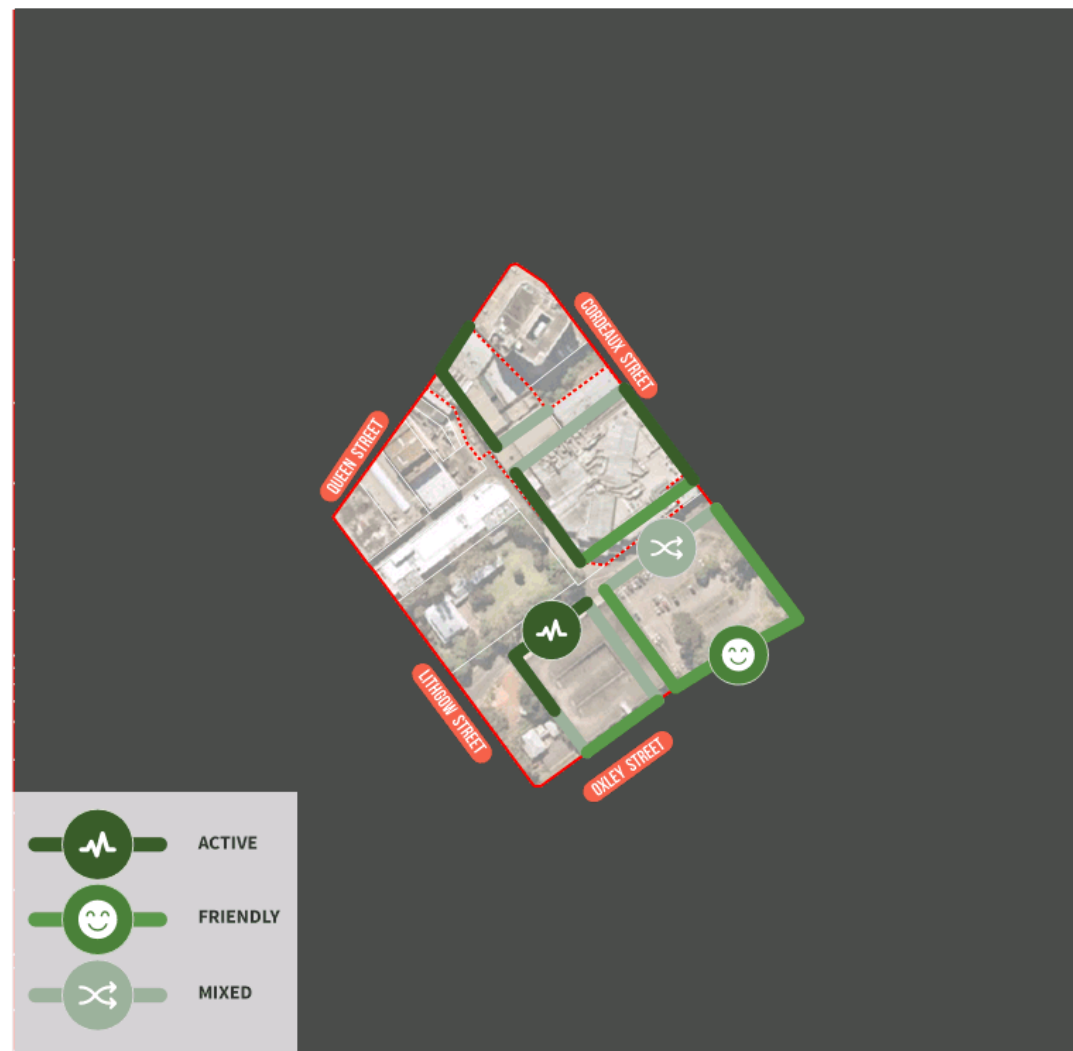 CORDEAUX STREET
QUEEN STREET
LITHGOW STREET
OXLEY STREET
ACTIVE
FRIENDLY
MIXED